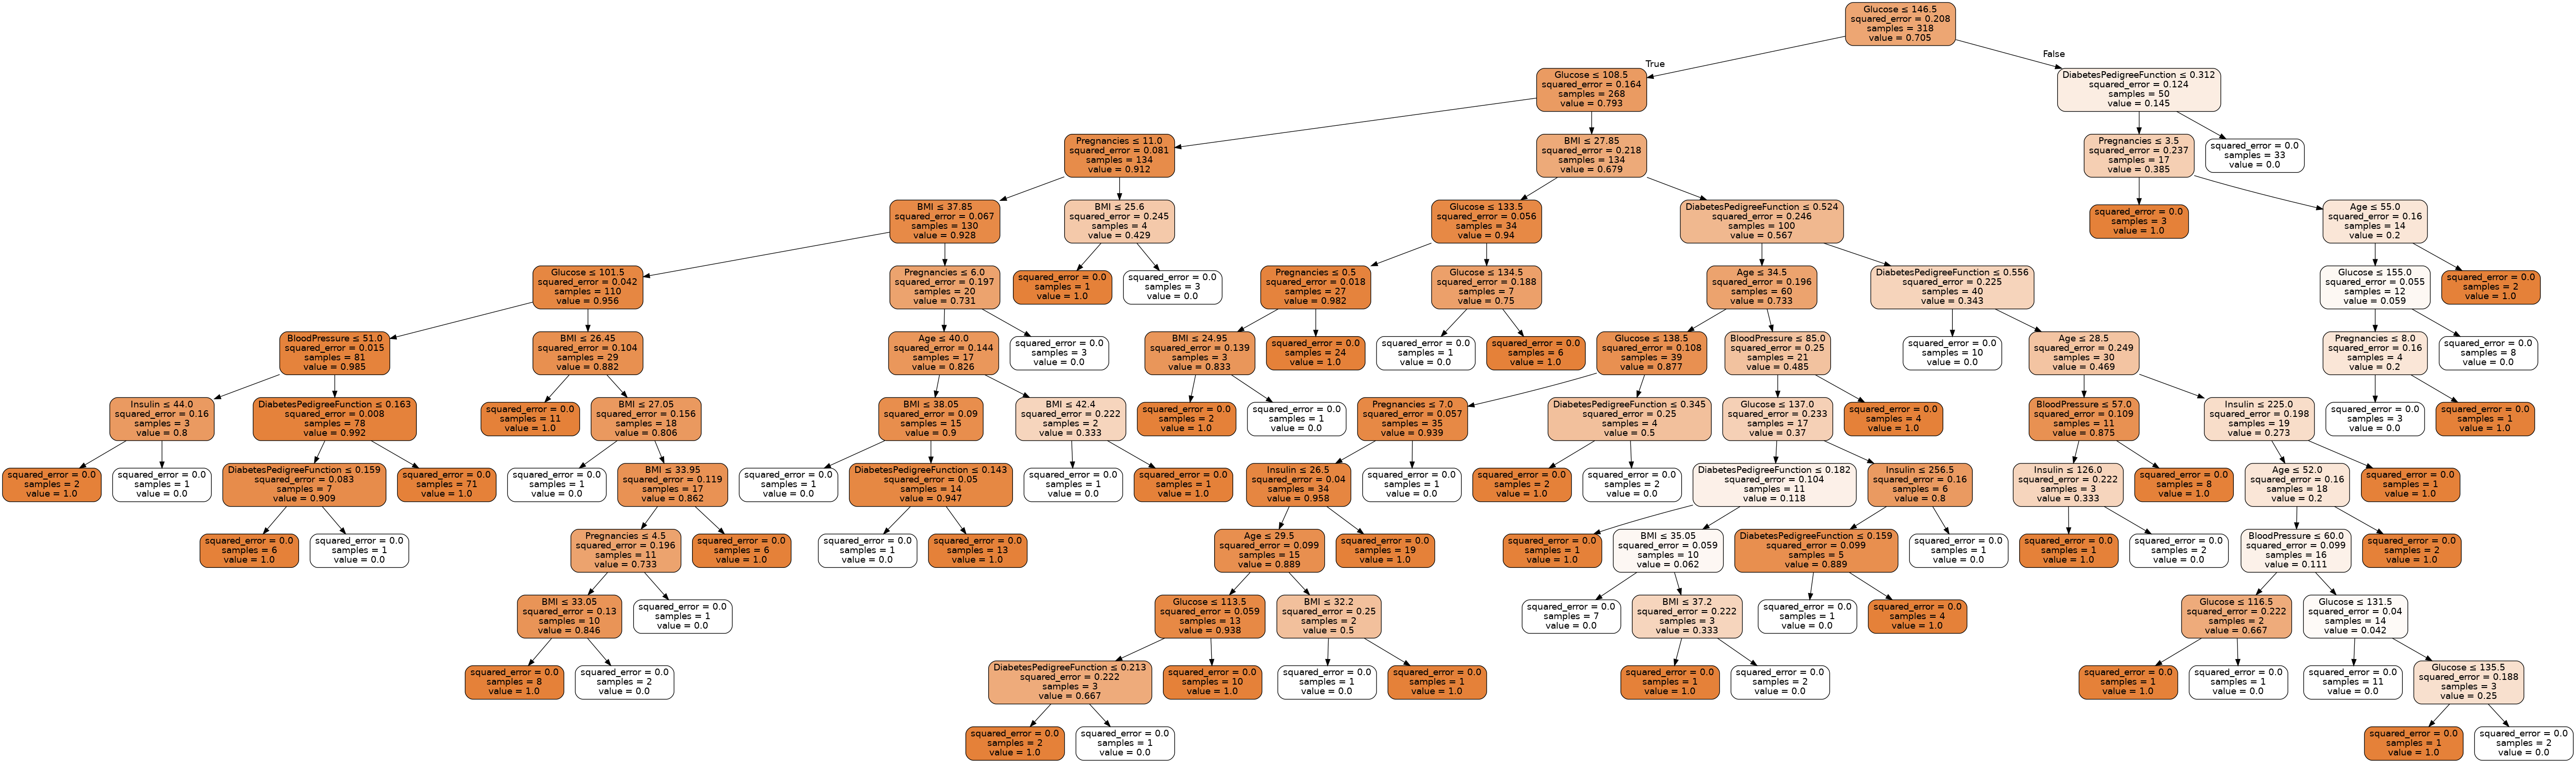 Glucose ≤ 146.5
squared_error = 0.208
samples = 318
value = 0.705
True
False
Glucose ≤ 108.5
squared_error = 0.164
samples = 268
value = 0.793
DiabetesPedigreeFunction ≤ 0.312
squared_error = 0.124
samples = 50
value = 0.145
Pregnancies ≤ 11.0
squared_error = 0.081
samples = 134
value = 0.912
BMI ≤ 27.85
squared_error = 0.218
samples = 134
value = 0.679
Pregnancies ≤ 3.5
squared_error = 0.237
samples = 17
value = 0.385
squared_error = 0.0
samples = 33
value = 0.0
BMI ≤ 37.85
squared_error = 0.067
samples = 130
value = 0.928
BMI ≤ 25.6
squared_error = 0.245
samples = 4
value = 0.429
Glucose ≤ 133.5
squared_error = 0.056
samples = 34
value = 0.94
DiabetesPedigreeFunction ≤ 0.524
squared_error = 0.246
samples = 100
value = 0.567
squared_error = 0.0
samples = 3
value = 1.0
Age ≤ 55.0
squared_error = 0.16
samples = 14
value = 0.2
Glucose ≤ 101.5
squared_error = 0.042
samples = 110
value = 0.956
Pregnancies ≤ 6.0
squared_error = 0.197
samples = 20
value = 0.731
squared_error = 0.0
samples = 1
value = 1.0
squared_error = 0.0
samples = 3
value = 0.0
Pregnancies ≤ 0.5
squared_error = 0.018
samples = 27
value = 0.982
Glucose ≤ 134.5
squared_error = 0.188
samples = 7
value = 0.75
Age ≤ 34.5
squared_error = 0.196
samples = 60
value = 0.733
DiabetesPedigreeFunction ≤ 0.556
squared_error = 0.225
samples = 40
value = 0.343
Glucose ≤ 155.0
squared_error = 0.055
samples = 12
value = 0.059
squared_error = 0.0
samples = 2
value = 1.0
BloodPressure ≤ 51.0
squared_error = 0.015
samples = 81
value = 0.985
BMI ≤ 26.45
squared_error = 0.104
samples = 29
value = 0.882
Age ≤ 40.0
squared_error = 0.144
samples = 17
value = 0.826
squared_error = 0.0
samples = 3
value = 0.0
BMI ≤ 24.95
squared_error = 0.139
samples = 3
value = 0.833
squared_error = 0.0
samples = 24
value = 1.0
squared_error = 0.0
samples = 1
value = 0.0
squared_error = 0.0
samples = 6
value = 1.0
Glucose ≤ 138.5
squared_error = 0.108
samples = 39
value = 0.877
BloodPressure ≤ 85.0
squared_error = 0.25
samples = 21
value = 0.485
squared_error = 0.0
samples = 10
value = 0.0
Age ≤ 28.5
squared_error = 0.249
samples = 30
value = 0.469
Pregnancies ≤ 8.0
squared_error = 0.16
samples = 4
value = 0.2
squared_error = 0.0
samples = 8
value = 0.0
Insulin ≤ 44.0
squared_error = 0.16
samples = 3
value = 0.8
DiabetesPedigreeFunction ≤ 0.163
squared_error = 0.008
samples = 78
value = 0.992
squared_error = 0.0
samples = 11
value = 1.0
BMI ≤ 27.05
squared_error = 0.156
samples = 18
value = 0.806
BMI ≤ 38.05
squared_error = 0.09
samples = 15
value = 0.9
BMI ≤ 42.4
squared_error = 0.222
samples = 2
value = 0.333
squared_error = 0.0
samples = 2
value = 1.0
squared_error = 0.0
samples = 1
value = 0.0
Pregnancies ≤ 7.0
squared_error = 0.057
samples = 35
value = 0.939
DiabetesPedigreeFunction ≤ 0.345
squared_error = 0.25
samples = 4
value = 0.5
Glucose ≤ 137.0
squared_error = 0.233
samples = 17
value = 0.37
squared_error = 0.0
samples = 4
value = 1.0
BloodPressure ≤ 57.0
squared_error = 0.109
samples = 11
value = 0.875
Insulin ≤ 225.0
squared_error = 0.198
samples = 19
value = 0.273
squared_error = 0.0
samples = 3
value = 0.0
squared_error = 0.0
samples = 1
value = 1.0
squared_error = 0.0
samples = 2
value = 1.0
squared_error = 0.0
samples = 1
value = 0.0
DiabetesPedigreeFunction ≤ 0.159
squared_error = 0.083
samples = 7
value = 0.909
squared_error = 0.0
samples = 71
value = 1.0
squared_error = 0.0
samples = 1
value = 0.0
BMI ≤ 33.95
squared_error = 0.119
samples = 17
value = 0.862
squared_error = 0.0
samples = 1
value = 0.0
DiabetesPedigreeFunction ≤ 0.143
squared_error = 0.05
samples = 14
value = 0.947
squared_error = 0.0
samples = 1
value = 0.0
squared_error = 0.0
samples = 1
value = 1.0
Insulin ≤ 26.5
squared_error = 0.04
samples = 34
value = 0.958
squared_error = 0.0
samples = 1
value = 0.0
squared_error = 0.0
samples = 2
value = 1.0
squared_error = 0.0
samples = 2
value = 0.0
DiabetesPedigreeFunction ≤ 0.182
squared_error = 0.104
samples = 11
value = 0.118
Insulin ≤ 256.5
squared_error = 0.16
samples = 6
value = 0.8
Insulin ≤ 126.0
squared_error = 0.222
samples = 3
value = 0.333
squared_error = 0.0
samples = 8
value = 1.0
Age ≤ 52.0
squared_error = 0.16
samples = 18
value = 0.2
squared_error = 0.0
samples = 1
value = 1.0
squared_error = 0.0
samples = 6
value = 1.0
squared_error = 0.0
samples = 1
value = 0.0
Pregnancies ≤ 4.5
squared_error = 0.196
samples = 11
value = 0.733
squared_error = 0.0
samples = 6
value = 1.0
squared_error = 0.0
samples = 1
value = 0.0
squared_error = 0.0
samples = 13
value = 1.0
Age ≤ 29.5
squared_error = 0.099
samples = 15
value = 0.889
squared_error = 0.0
samples = 19
value = 1.0
squared_error = 0.0
samples = 1
value = 1.0
BMI ≤ 35.05
squared_error = 0.059
samples = 10
value = 0.062
DiabetesPedigreeFunction ≤ 0.159
squared_error = 0.099
samples = 5
value = 0.889
squared_error = 0.0
samples = 1
value = 0.0
squared_error = 0.0
samples = 1
value = 1.0
squared_error = 0.0
samples = 2
value = 0.0
BloodPressure ≤ 60.0
squared_error = 0.099
samples = 16
value = 0.111
squared_error = 0.0
samples = 2
value = 1.0
BMI ≤ 33.05
squared_error = 0.13
samples = 10
value = 0.846
squared_error = 0.0
samples = 1
value = 0.0
Glucose ≤ 113.5
squared_error = 0.059
samples = 13
value = 0.938
BMI ≤ 32.2
squared_error = 0.25
samples = 2
value = 0.5
squared_error = 0.0
samples = 7
value = 0.0
BMI ≤ 37.2
squared_error = 0.222
samples = 3
value = 0.333
squared_error = 0.0
samples = 1
value = 0.0
squared_error = 0.0
samples = 4
value = 1.0
Glucose ≤ 116.5
squared_error = 0.222
samples = 2
value = 0.667
Glucose ≤ 131.5
squared_error = 0.04
samples = 14
value = 0.042
squared_error = 0.0
samples = 8
value = 1.0
squared_error = 0.0
samples = 2
value = 0.0
DiabetesPedigreeFunction ≤ 0.213
squared_error = 0.222
samples = 3
value = 0.667
squared_error = 0.0
samples = 10
value = 1.0
squared_error = 0.0
samples = 1
value = 0.0
squared_error = 0.0
samples = 1
value = 1.0
squared_error = 0.0
samples = 1
value = 1.0
squared_error = 0.0
samples = 2
value = 0.0
squared_error = 0.0
samples = 1
value = 1.0
squared_error = 0.0
samples = 1
value = 0.0
squared_error = 0.0
samples = 11
value = 0.0
Glucose ≤ 135.5
squared_error = 0.188
samples = 3
value = 0.25
squared_error = 0.0
samples = 2
value = 1.0
squared_error = 0.0
samples = 1
value = 0.0
squared_error = 0.0
samples = 1
value = 1.0
squared_error = 0.0
samples = 2
value = 0.0